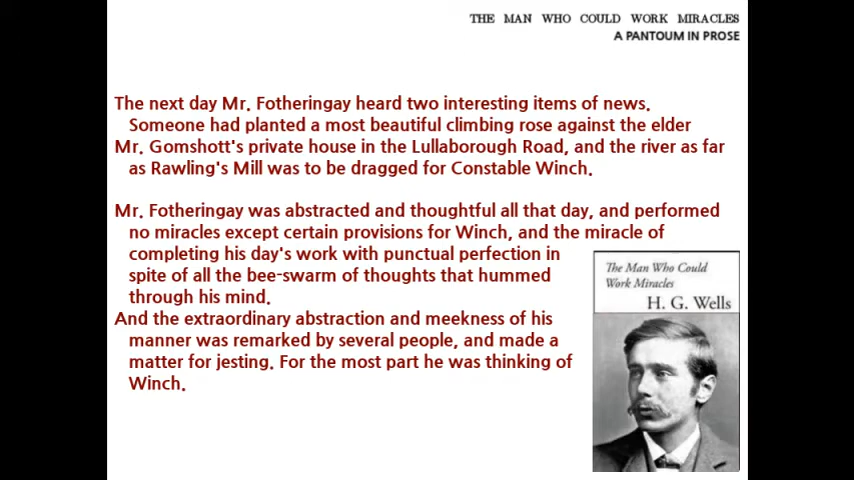 THE MAN WHO COULD WORK MIRACLES
A PANTOUM IN PROSE
The next day Mr. Fotheringay heard two interesting items of news.
Someone had planted a most beautiful climbing rose against the elder
Mr. Gomshott's private house in the Lullaborough Road, and the river as far
as Rawling's Mill was to be dragged for Constable Winch.
Mr. Fotheringay was abstracted and thoughtful all that day, and performed
no miracles except certain provisions for Winch, and the miracle of
completing his day's work with punctual perfection in
spite of all the bee-swarm of thoughts that hummed
through his mind.
And the extraordinary abstraction and meekness of his
manner was remarked by several people, and made a
matter for jesting. For the most part he was thinking of
Winch.
The Man Who Could
Work Miracles
H. G. Wells